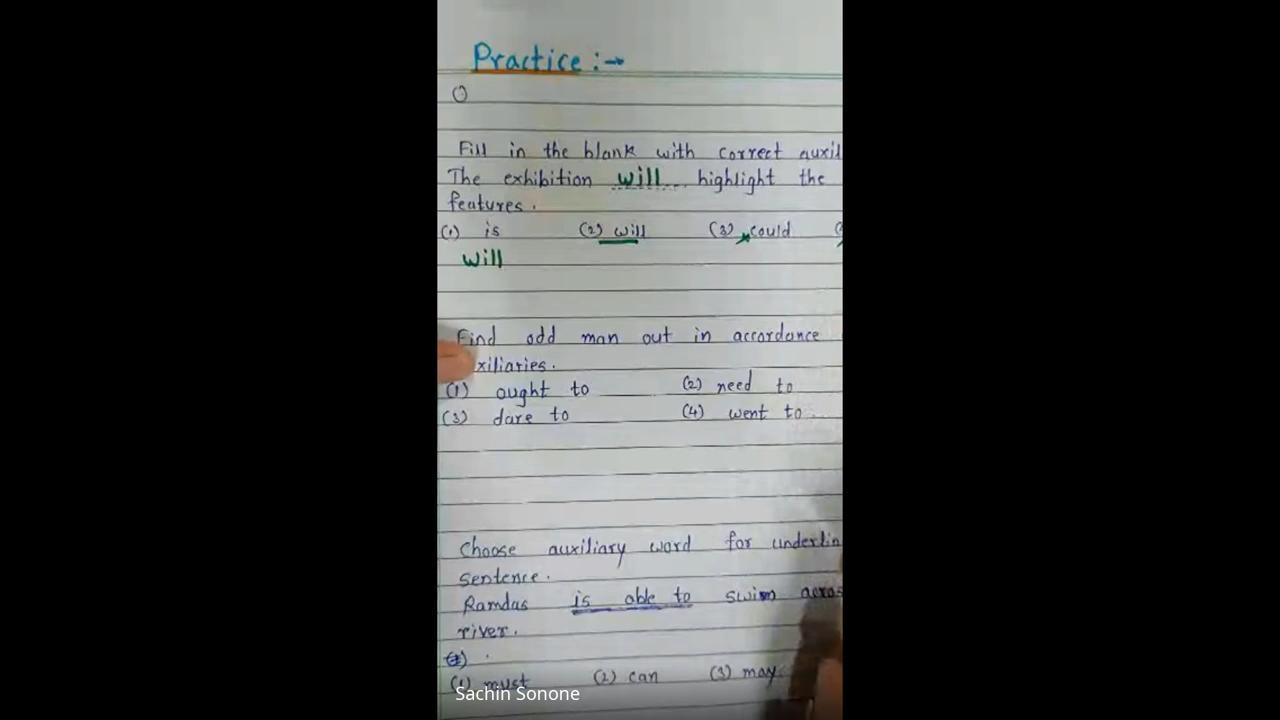 Practice :→
Fill in the blank with correct auxil
The exhibition will highlight the
features.
(1) is (2) will (3) could
will
Find odd man out in accordance
xiliaries.
(1) ought to (2) need to
(3) dare to (4) went to
Choose auxiliary word for underlin
sentence.
Ramdas is able to swim acros
river.
(1) must (2) can (3) may
Sachin Sonone